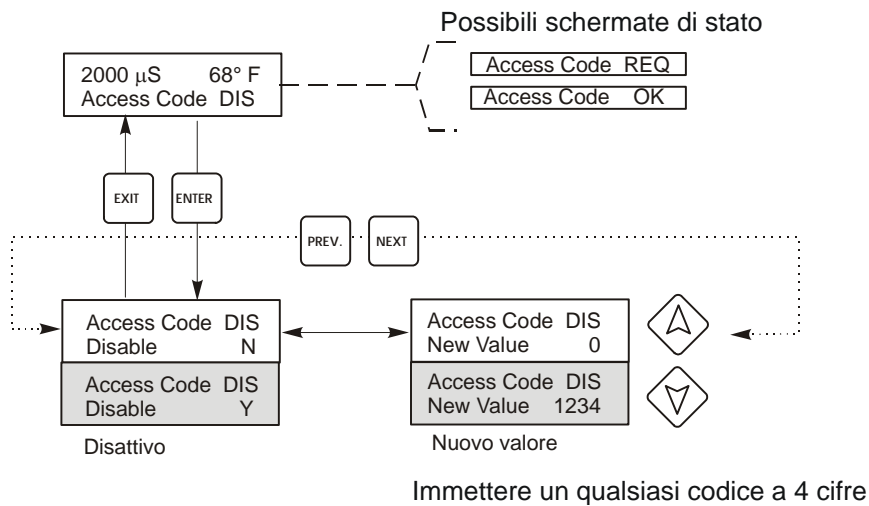 Possibili schermate di stato
2000 μS 68° F
Access Code DIS
Access Code REQ
Access Code OK
EXIT
ENTER
PREV.
NEXT
Access Code DIS
Disable N
Access Code DIS
Disable Y
Disattivo
Access Code DIS
New Value 0
Access Code DIS
New Value 1234
Nuovo valore
Immettere un qualsiasi codice a 4 cifre